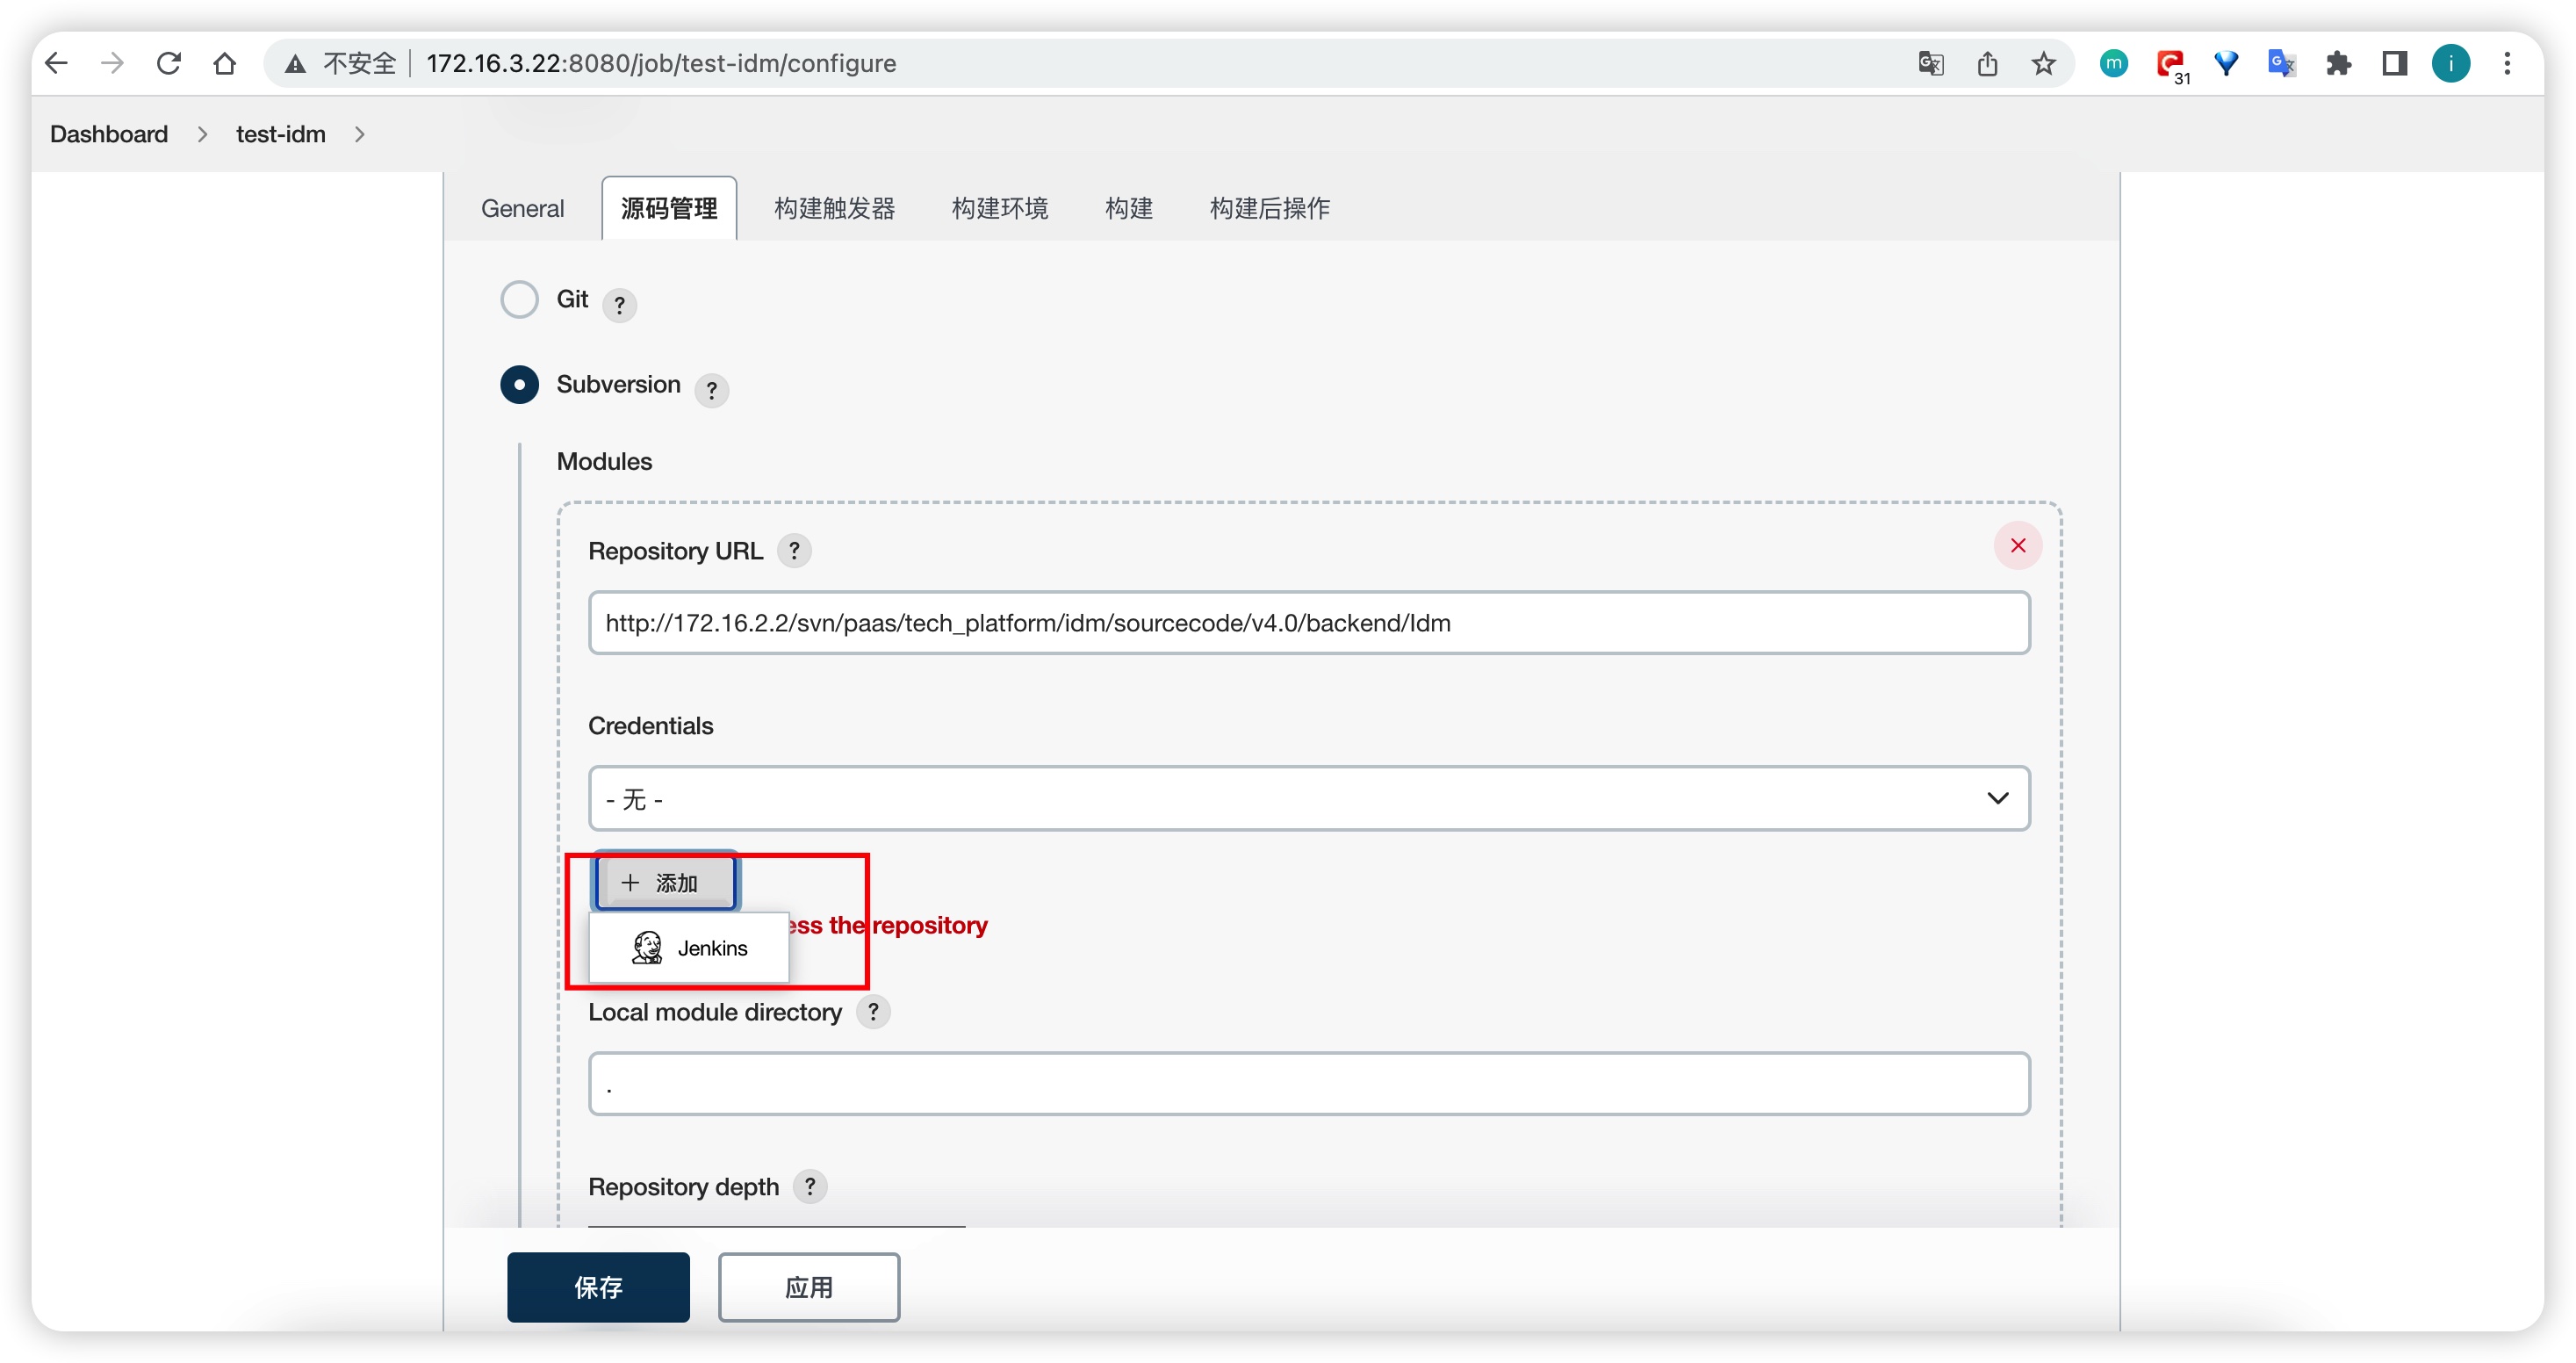 不安全 172.16.3.22:8080/job/test-idm/configure
m
31
i
Dashboard > test-idm >
General 源码管理 构建触发器 构建环境 构建 构建后操作
Git ?
Subversion ?
Modules
Repository URL ?
http://172.16.2.2/svn/paas/tech_platform/idm/sourcecode/v4.0/backend/Idm
Credentials
- 无 -
+ 添加
ess the repository
Jenkins
Local module directory ?
.
Repository depth ?
保存 应用